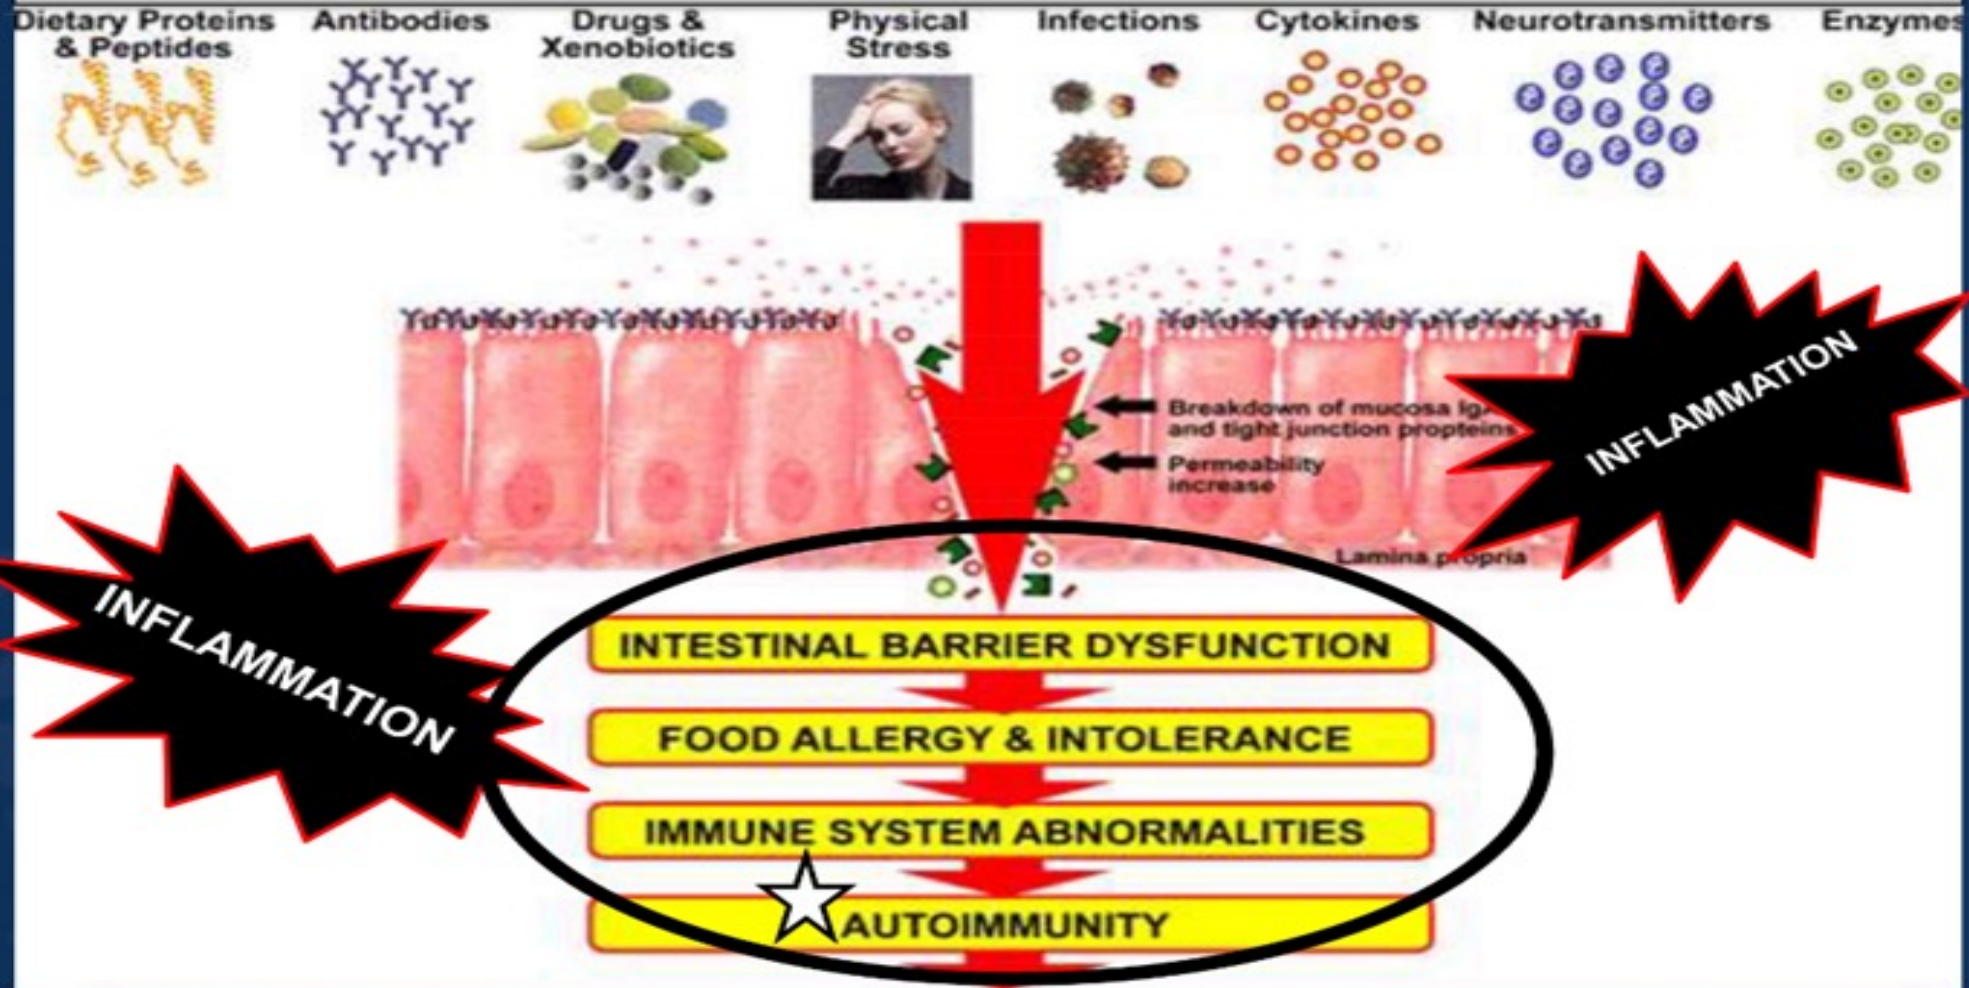 Dietary Proteins
& Peptides
Antibodies
Drugs &
Xenobiotics
Physical
Stress
Infections
Cytokines
Neurotransmitters
Enzymes
Breakdown of mucosa Ig
and tight junction propteins
Permeability
increase
Lamina propria
INFLAMMATION
INFLAMMATION
INTESTINAL BARRIER DYSFUNCTION
FOOD ALLERGY & INTOLERANCE
IMMUNE SYSTEM ABNORMALITIES
AUTOIMMUNITY